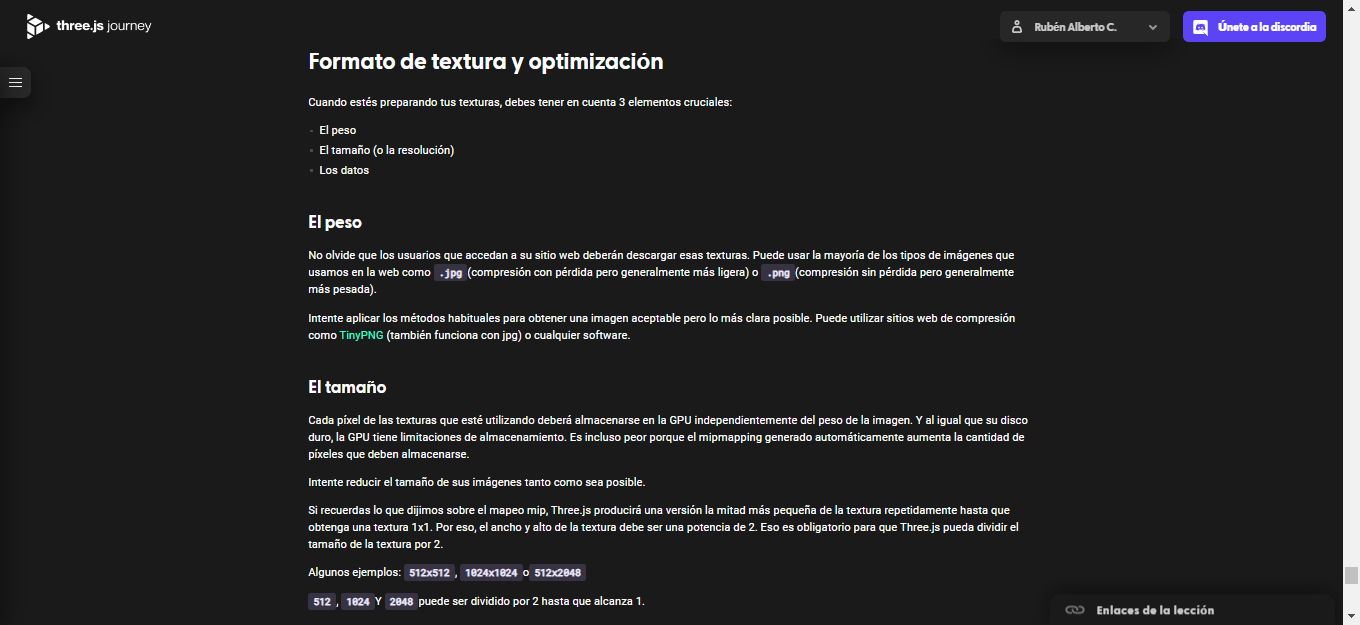 three.js journey
Rubén Alberto C.
Únete a la discordia
Formato de textura y optimización
Cuando estés preparando tus texturas, debes tener en cuenta 3 elementos cruciales:
El peso
El tamaño (o la resolución)
Los datos
El peso
No olvide que los usuarios que accedan a su sitio web deberán descargar esas texturas. Puede usar la mayoría de los tipos de imágenes que
usamos en la web como .jpg (compresión con pérdida pero generalmente más ligera) o .png (compresión sin pérdida pero generalmente
más pesada).
Intente aplicar los métodos habituales para obtener una imagen aceptable pero lo más clara posible. Puede utilizar sitios web de compresión
como TinyPNG (también funciona con jpg) o cualquier software.
El tamaño
Cada píxel de las texturas que esté utilizando deberá almacenarse en la GPU independientemente del peso de la imagen. Y al igual que su disco
duro, la GPU tiene limitaciones de almacenamiento. Es incluso peor porque el mipmapping generado automáticamente aumenta la cantidad de
píxeles que deben almacenarse.
Intente reducir el tamaño de sus imágenes tanto como sea posible.
Si recuerdas lo que dijimos sobre el mapeo mip, Three.js producirá una versión la mitad más pequeña de la textura repetidamente hasta que
obtenga una textura 1x1. Por eso, el ancho y alto de la textura debe ser una potencia de 2. Eso es obligatorio para que Three.js pueda dividir el
tamaño de la textura por 2.
Algunos ejemplos: 512x512 , 1024x1024 o 512x2048
512 , 1024 Y 2048 puede ser dividido por 2 hasta que alcanza 1.
Enlaces de la lección